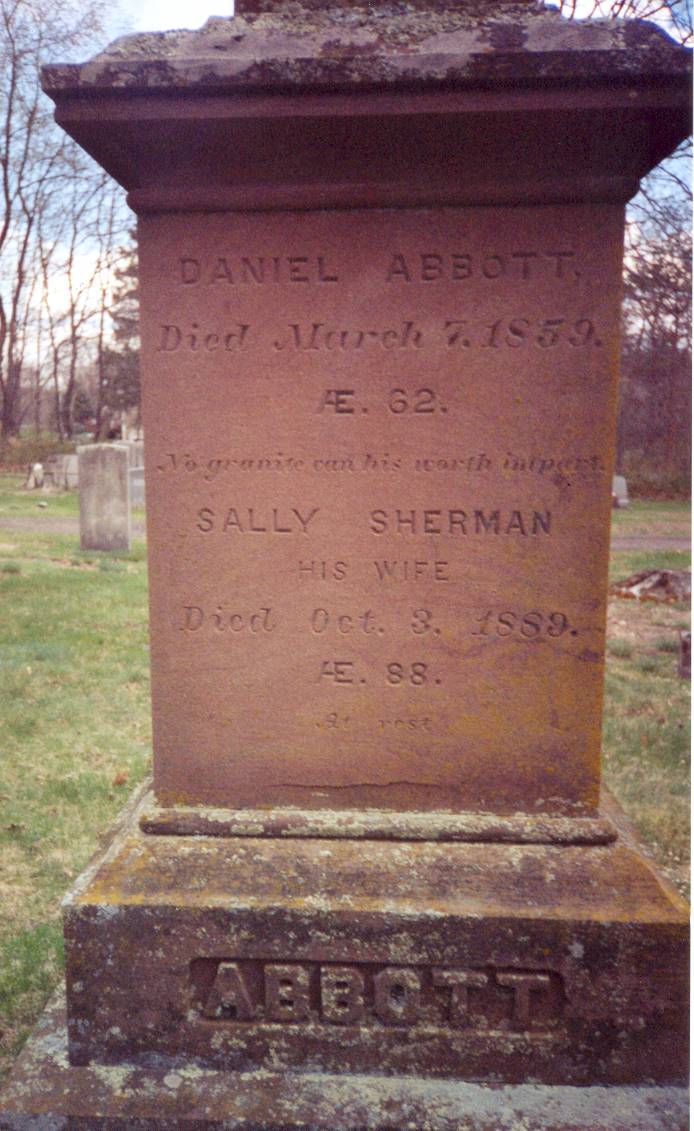 DANIEL ABBOTT,
Died March 7. 1859.
Æ. 62.
No granite can his worth impart.
SALLY SHERMAN
HIS WIFE
Died Oct. 3. 1889.
Æ. 88.
At rest
ABBOTT